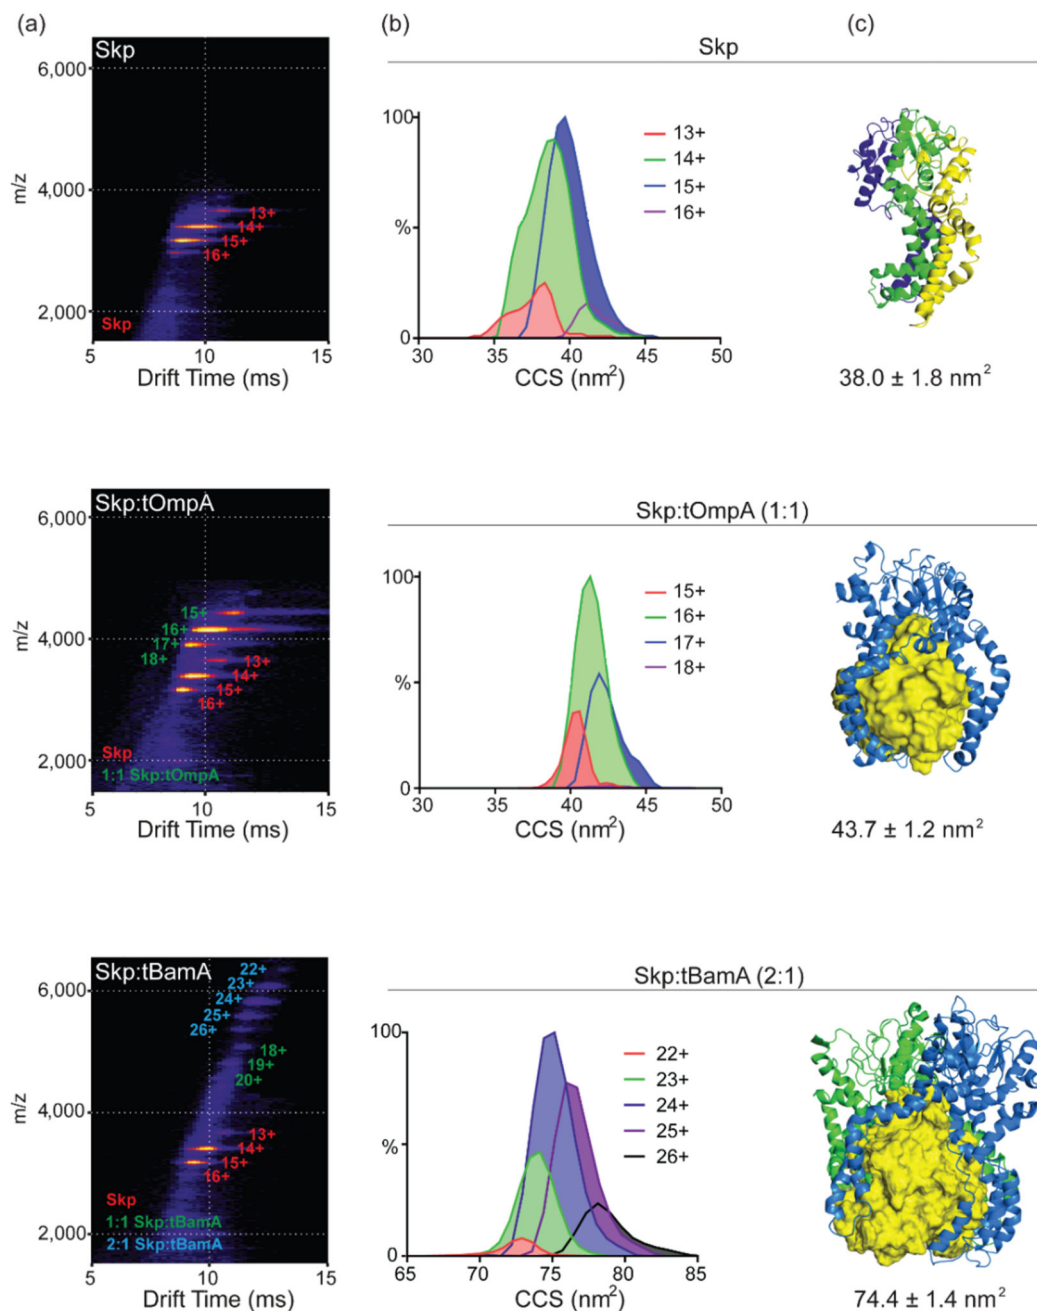 (a)
(b)
(c)
Skp
Skp
6,000
4,000
2,000
m/z
13+
14+
15+
16+
Skp
5
10
15
Drift Time (ms)
100
%
0
13+
14+
15+
16+
30
35
40
45
50
CCS (nm²)
38.0 ± 1.8 nm²
Skp:tOmpA
Skp:tOmpA (1:1)
6,000
4,000
2,000
m/z
15+
16+
17+
18+
13+
14+
15+
16+
Skp
1:1 Skp:tOmpA
5
10
15
Drift Time (ms)
100
%
0
15+
16+
17+
18+
30
35
40
45
50
CCS (nm²)
43.7 ± 1.2 nm²
Skp:tBamA
Skp:tBamA (2:1)
6,000
4,000
2,000
m/z
22+
23+
24+
25+
26+
18+
19+
20+
13+
14+
15+
16+
Skp
1:1 Skp:tBamA
2:1 Skp:tBamA
5
10
15
Drift Time (ms)
100
%
0
22+
23+
24+
25+
26+
65
70
75
80
85
CCS (nm²)
74.4 ± 1.4 nm²